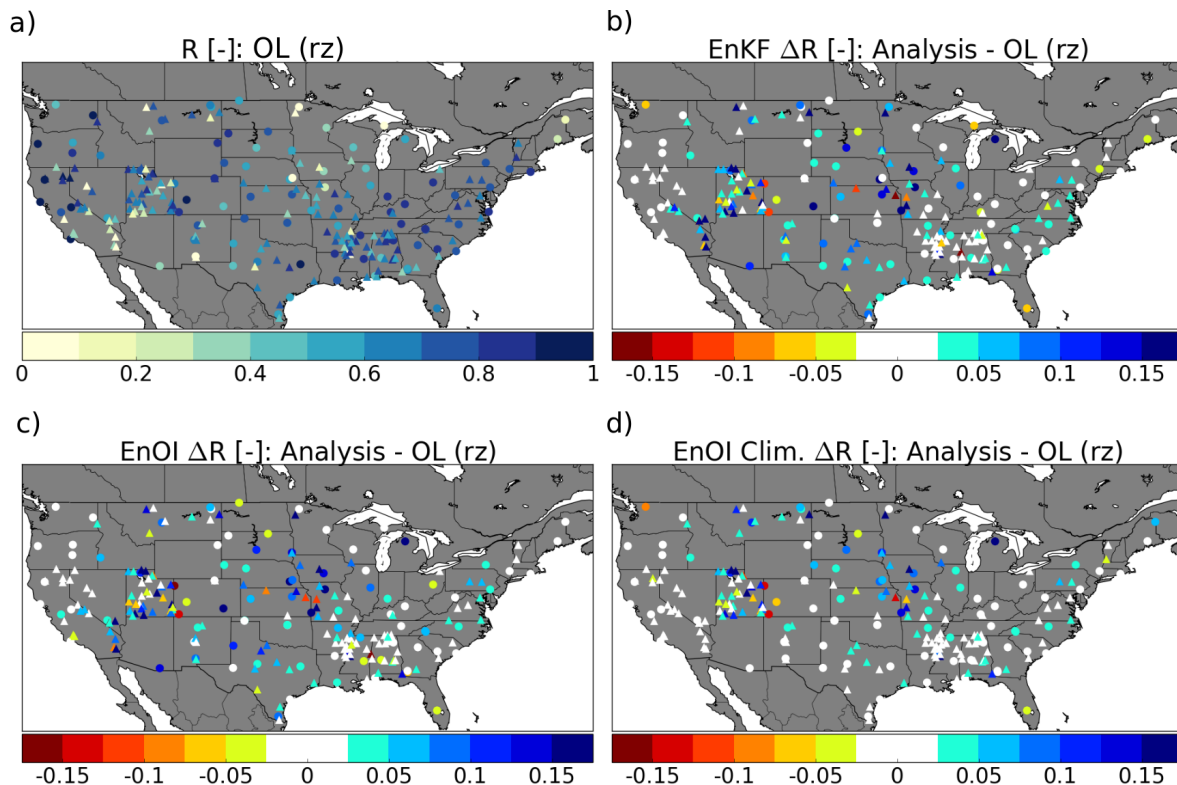 a)
R [-]: OL (rz)
0 0.2 0.4 0.6 0.8 1
b)
EnKF ΔR [-]: Analysis - OL (rz)
-0.15 -0.1 -0.05 0 0.05 0.1 0.15
c)
EnOI ΔR [-]: Analysis - OL (rz)
-0.15 -0.1 -0.05 0 0.05 0.1 0.15
d)
EnOI Clim. ΔR [-]: Analysis - OL (rz)
-0.15 -0.1 -0.05 0 0.05 0.1 0.15